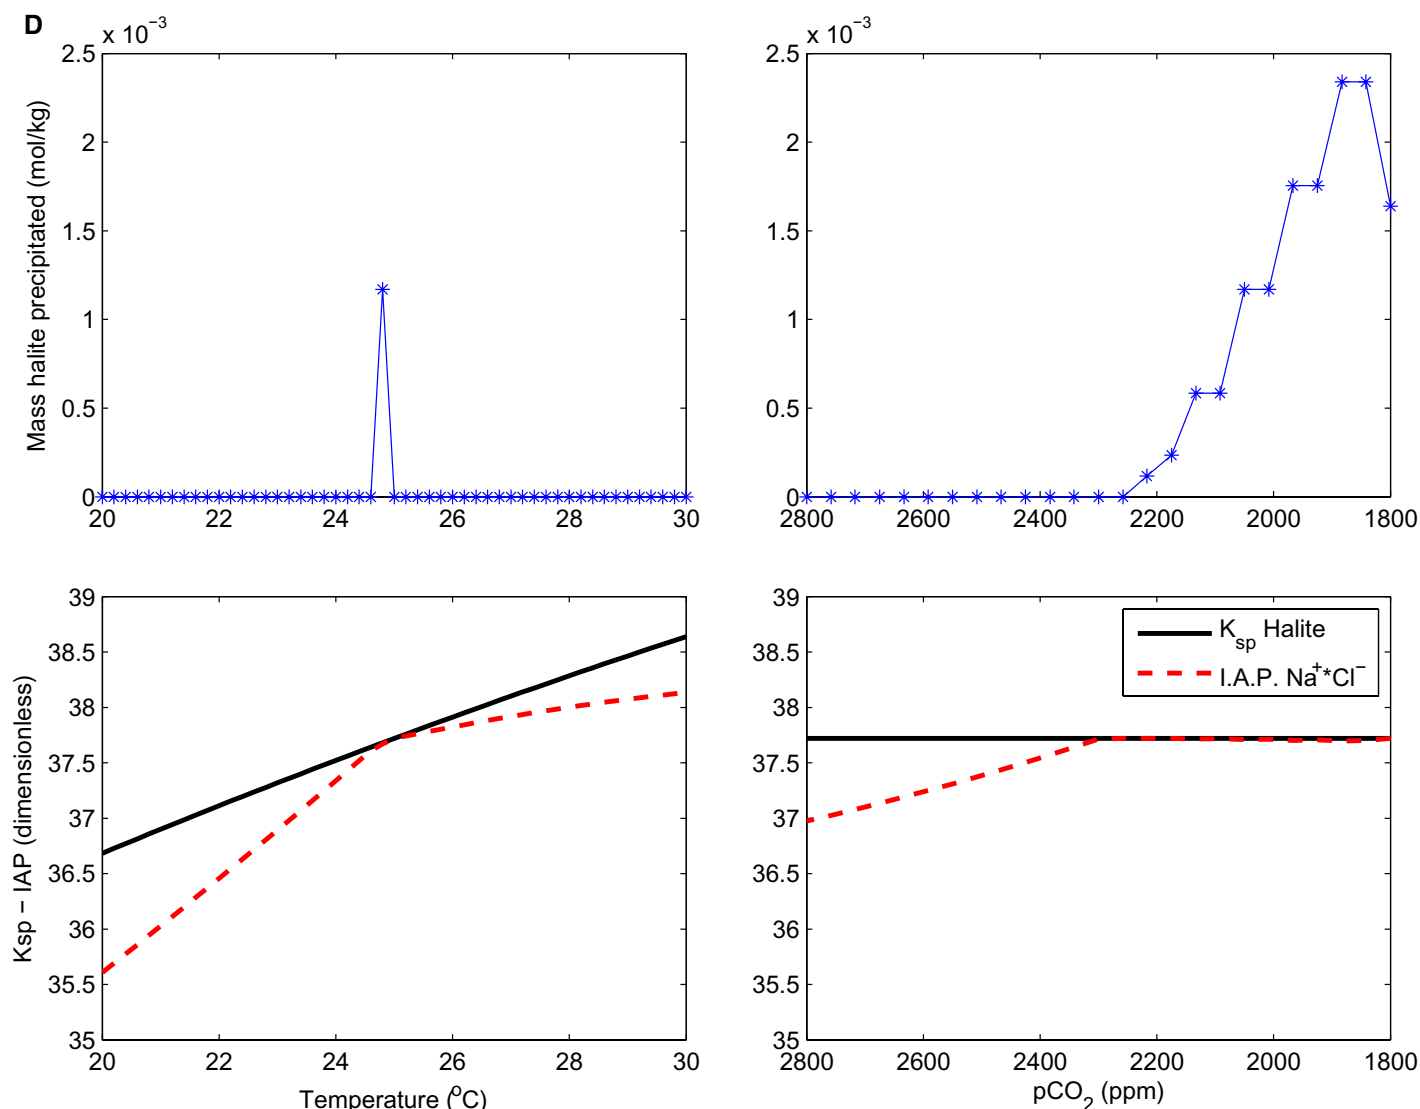 D
x 10⁻³
2.5
2
1.5
1
0.5
0
Mass halite precipitated (mol/kg)
20 22 24 26 28 30
x 10⁻³
2.5
2
1.5
1
0.5
0
2800 2600 2400 2200 2000 1800
39
38.5
38
37.5
37
36.5
36
35.5
35
Ksp − IAP (dimensionless)
20 22 24 26 28 30
Temperature (⁰C)
39
38.5
38
37.5
37
36.5
36
35.5
35
K_sp Halite
I.A.P. Na⁺*Cl⁻
2800 2600 2400 2200 2000 1800
pCO₂ (ppm)